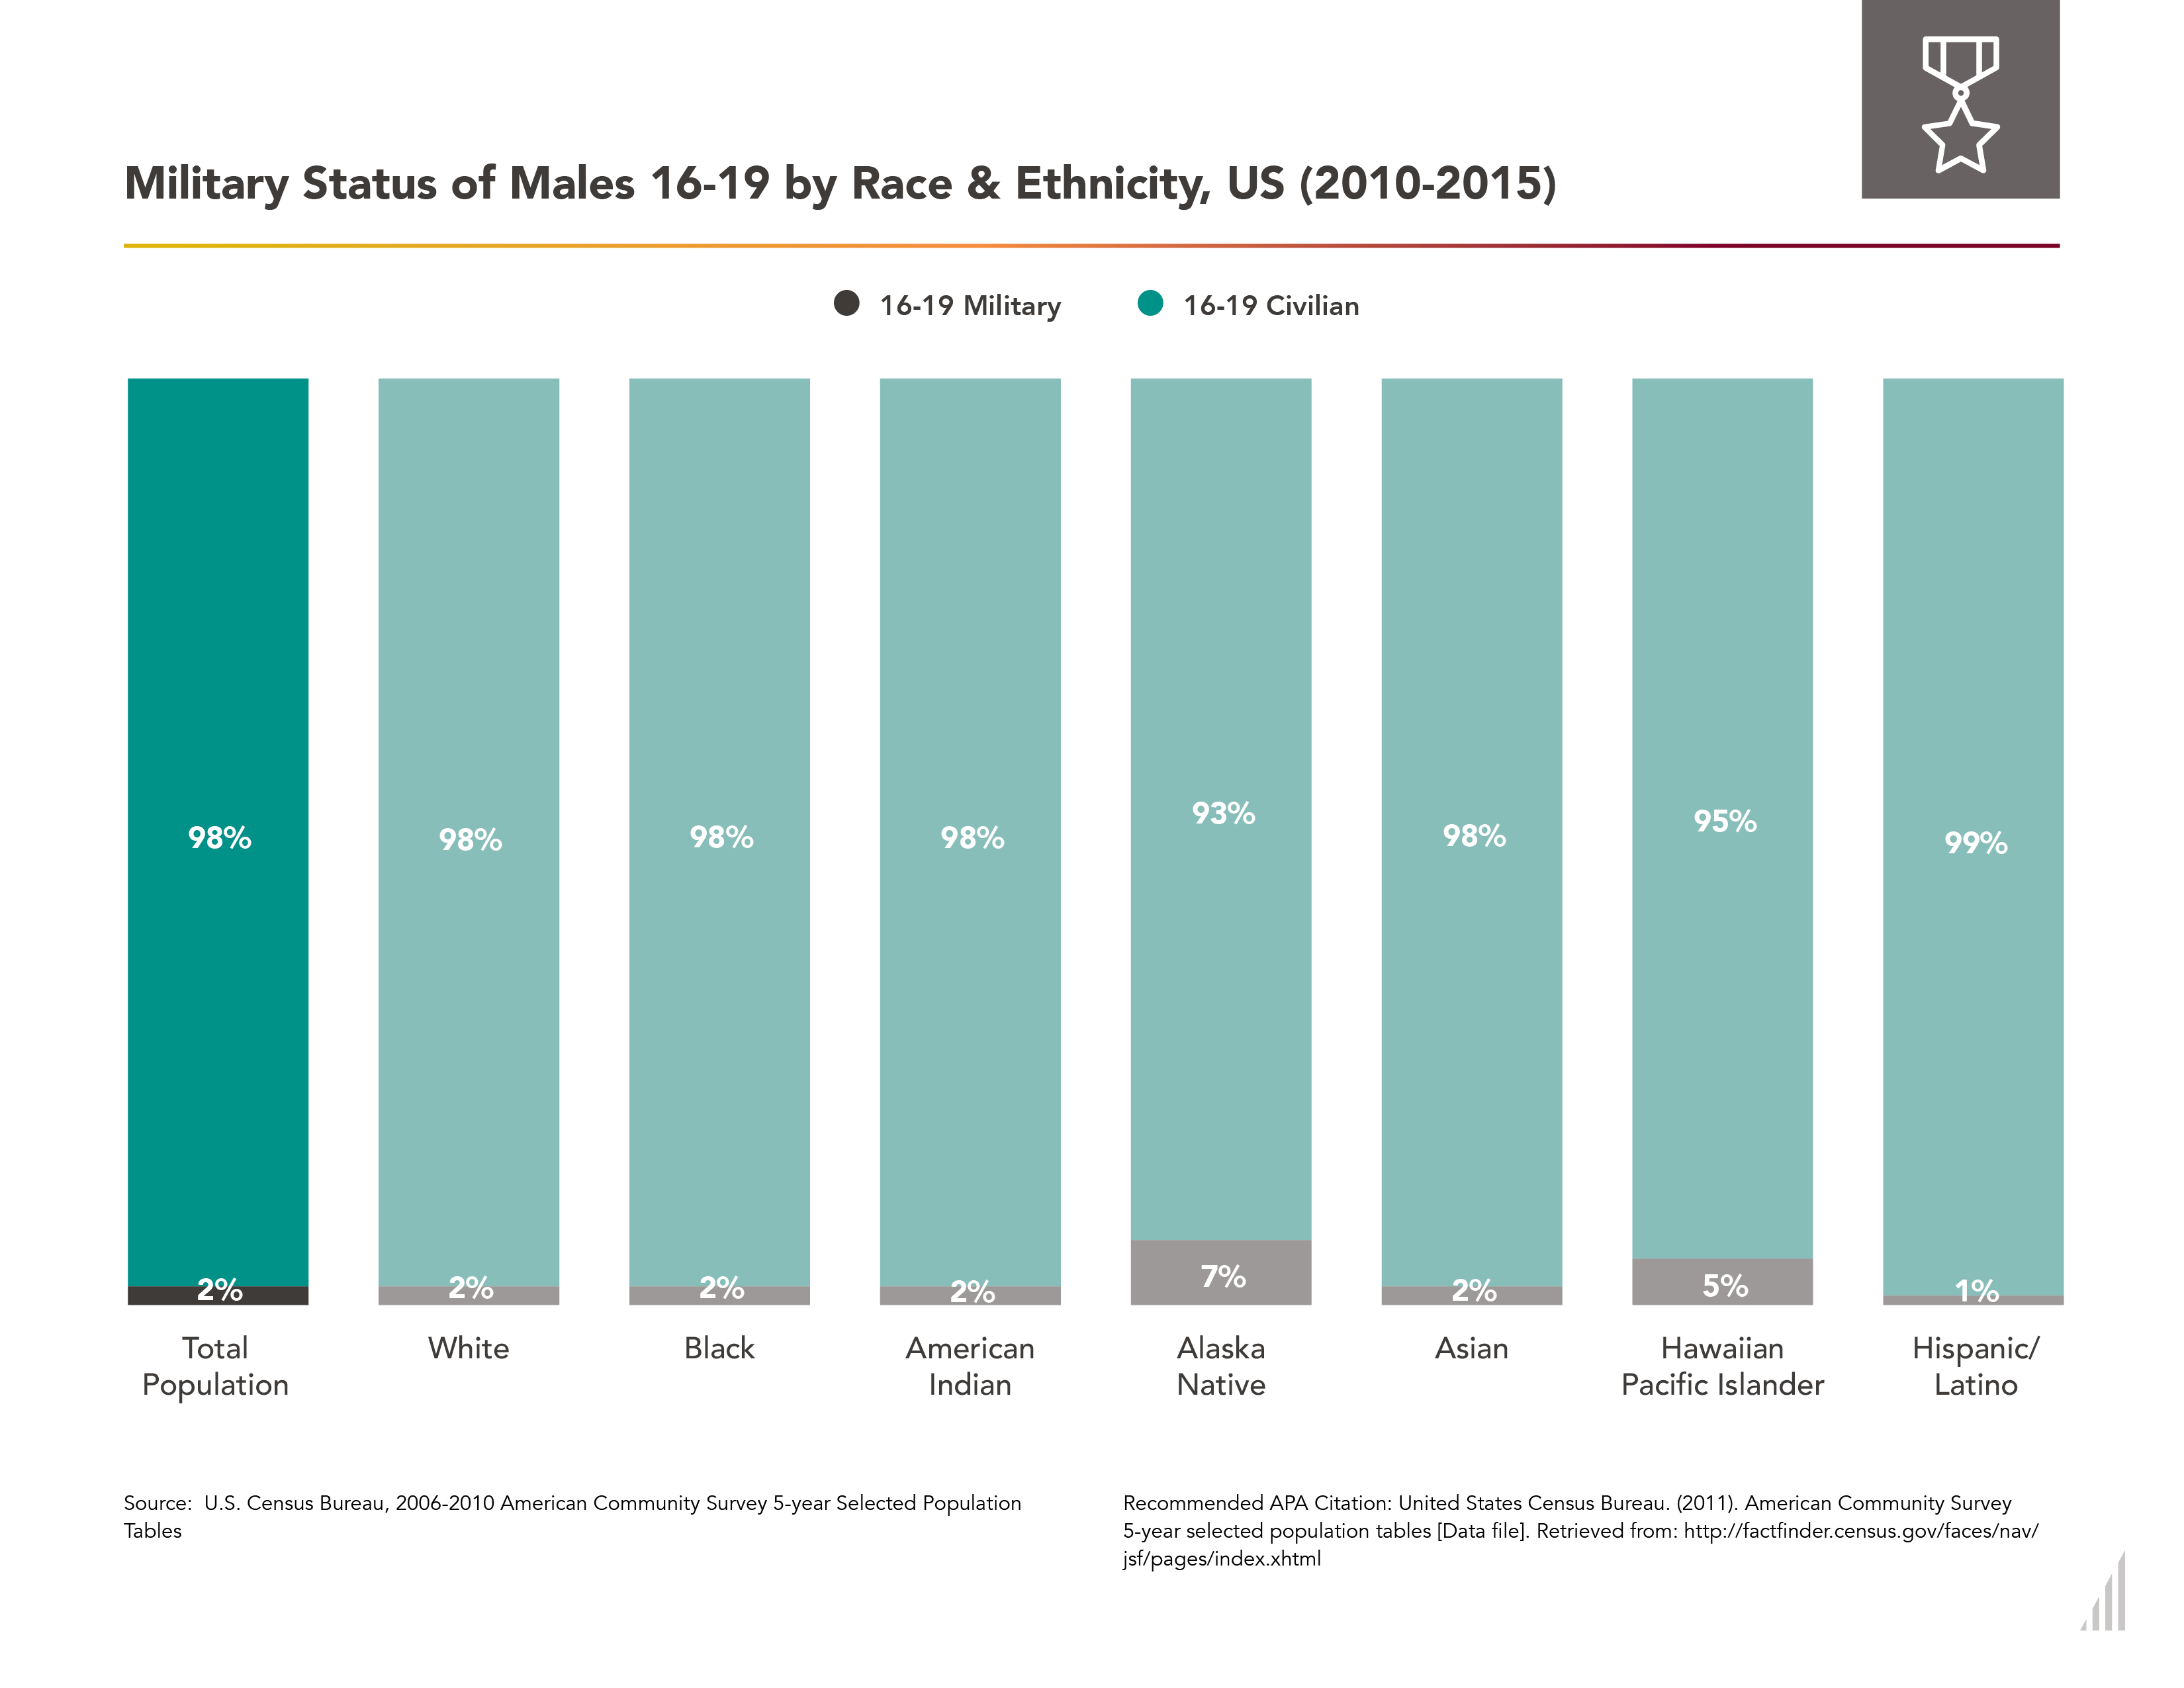 Military Status of Males 16-19 by Race & Ethnicity, US (2010-2015)
16-19 Military 16-19 Civilian
98% 98% 98% 98% 93% 98% 95% 99%
2% 2% 2% 2% 7% 2% 5% 1%
Total White Black American Alaska Asian Hawaiian Hispanic/
Population Indian Native Pacific Islander Latino
Source: U.S. Census Bureau, 2006-2010 American Community Survey 5-year Selected Population
Tables
Recommended APA Citation: United States Census Bureau. (2011). American Community Survey
5-year selected population tables [Data file]. Retrieved from: http://factfinder.census.gov/faces/nav/
jsf/pages/index.xhtml